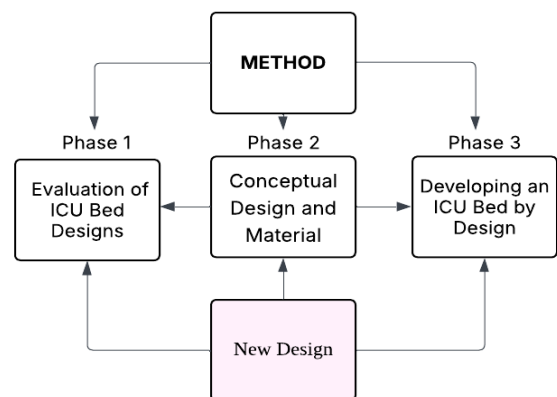 METHOD
Phase 1
Phase 2
Phase 3
Evaluation of
ICU Bed
Designs
Conceptual
Design and
Material
Developing an
ICU Bed by
Design
New Design